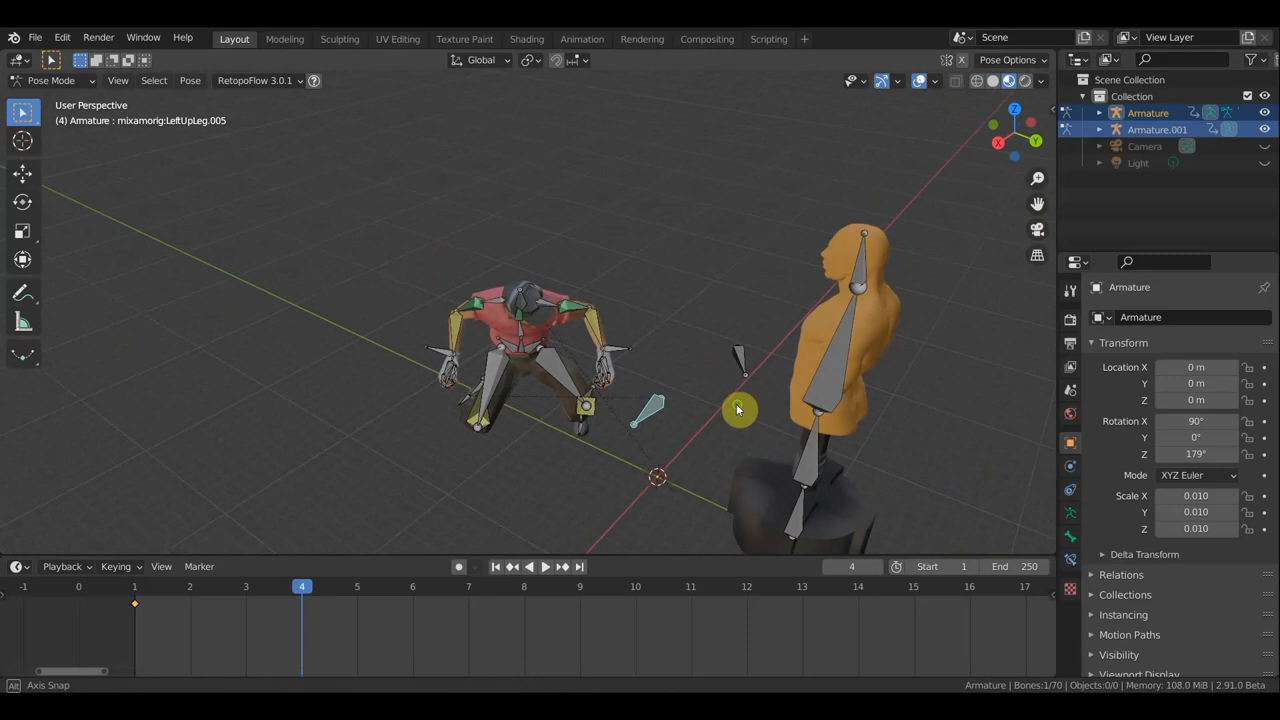 File Edit Render Window Help Layout Modeling Sculpting UV Editing Texture Paint Shading Animation Rendering Compositing Scripting + Scene View Layer
Global Pose Options
Pose Mode View Select Pose RetopoFlow 3.0.1
User Perspective
(4) Armature : mixamorig:LeftUpLeg.005
X
Y
Z
Scene Collection
Collection
Armature
Armature.001
Camera
Light
Armature
Armature
Transform
Location X 0 m
Y 0 m
Z 0 m
Rotation X 90°
Y 0°
Z 179°
Mode XYZ Euler
Scale X 0.010
Y 0.010
Z 0.010
Delta Transform
Relations
Collections
Instancing
Motion Paths
Visibility
Viewport Display
Playback Keying View Marker 4 Start 1 End 250
-1 0 1 2 3 4 5 6 7 8 9 10 11 12 13 14 15 16 17
Alt Axis Snap Armature | Bones:1/70 | Objects:0/0 | Memory: 108.0 MiB | 2.91.0 Beta